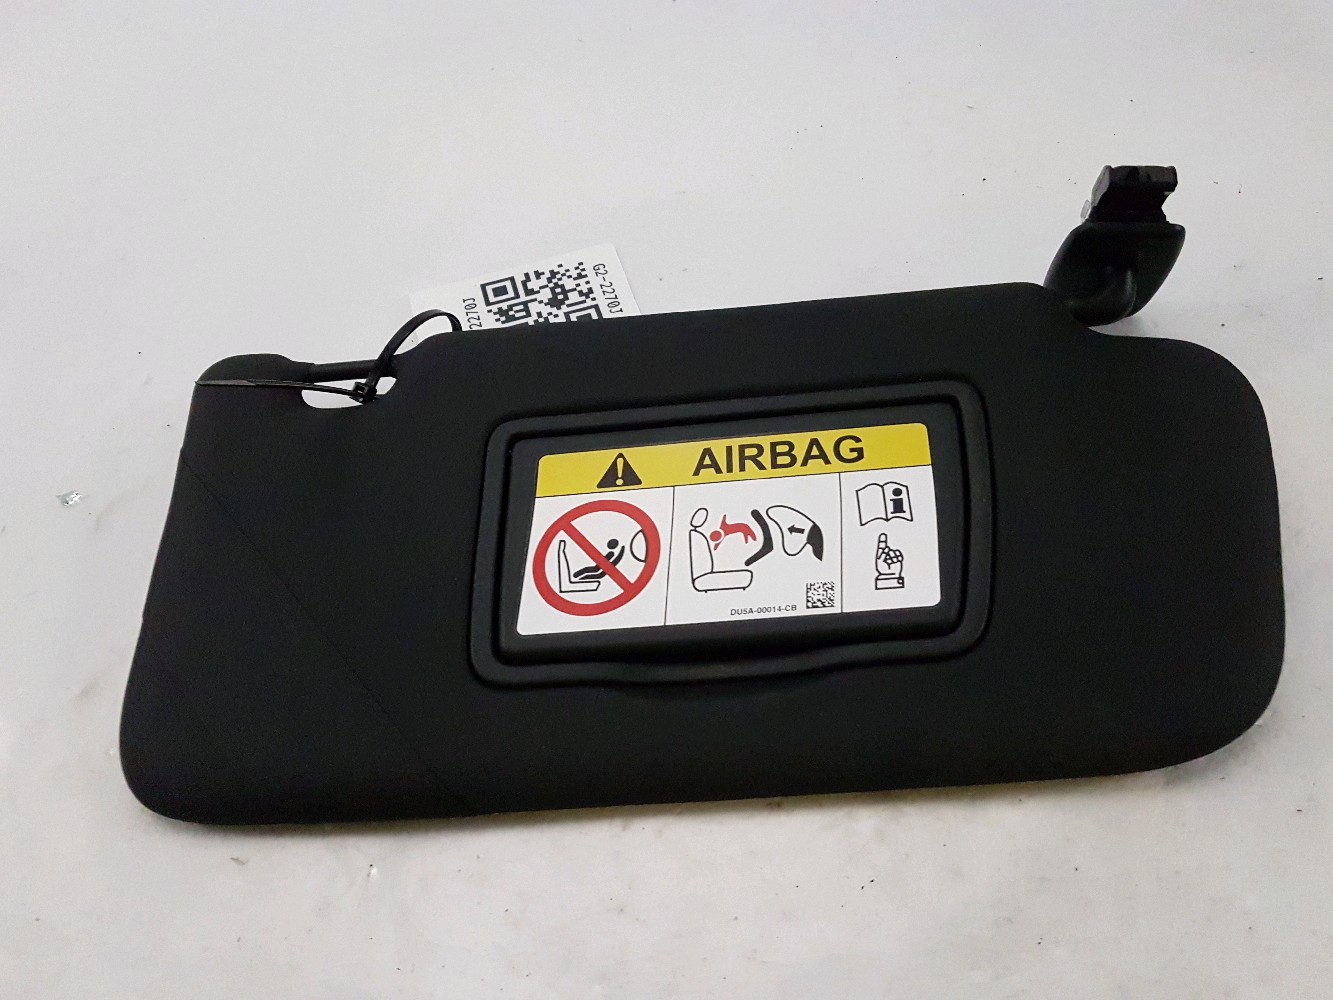 G2-2270J
2270J
AIRBAG
i
DU5A-00014-CB